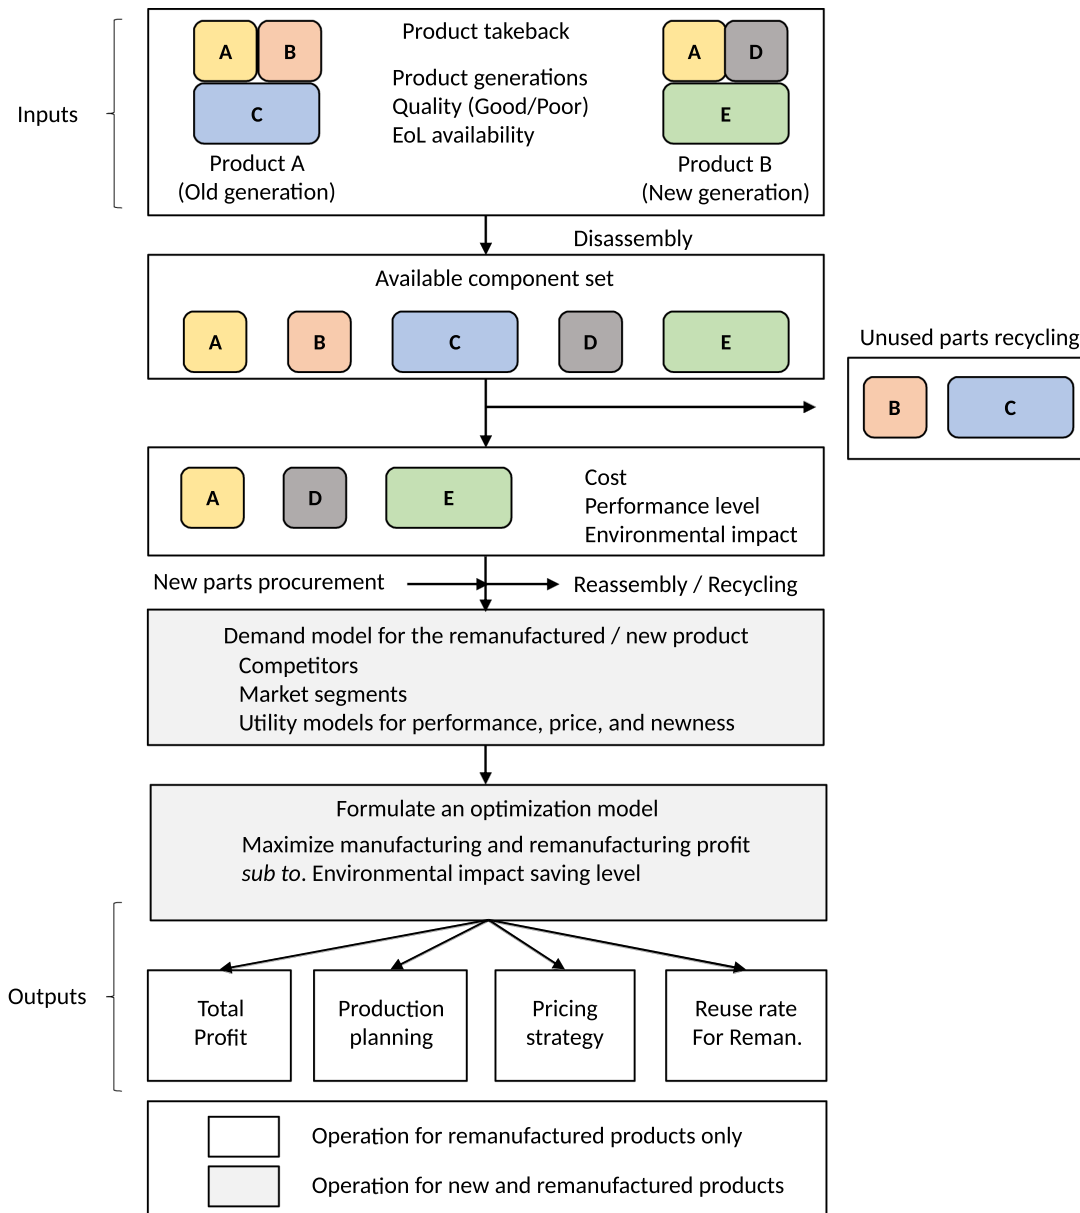 A B
C
Product A
(Old generation)
Product takeback
Product generations
Quality (Good/Poor)
EoL availability
A D
E
Product B
(New generation)
Inputs
Disassembly
Available component set
A B C D E
Unused parts recycling
B C
A D E
Cost
Performance level
Environmental impact
New parts procurement
Reassembly / Recycling
Demand model for the remanufactured / new product
Competitors
Market segments
Utility models for performance, price, and newness
Formulate an optimization model
Maximize manufacturing and remanufacturing profit
sub to. Environmental impact saving level
Outputs
Total
Profit
Production
planning
Pricing
strategy
Reuse rate
For Reman.
Operation for remanufactured products only
Operation for new and remanufactured products